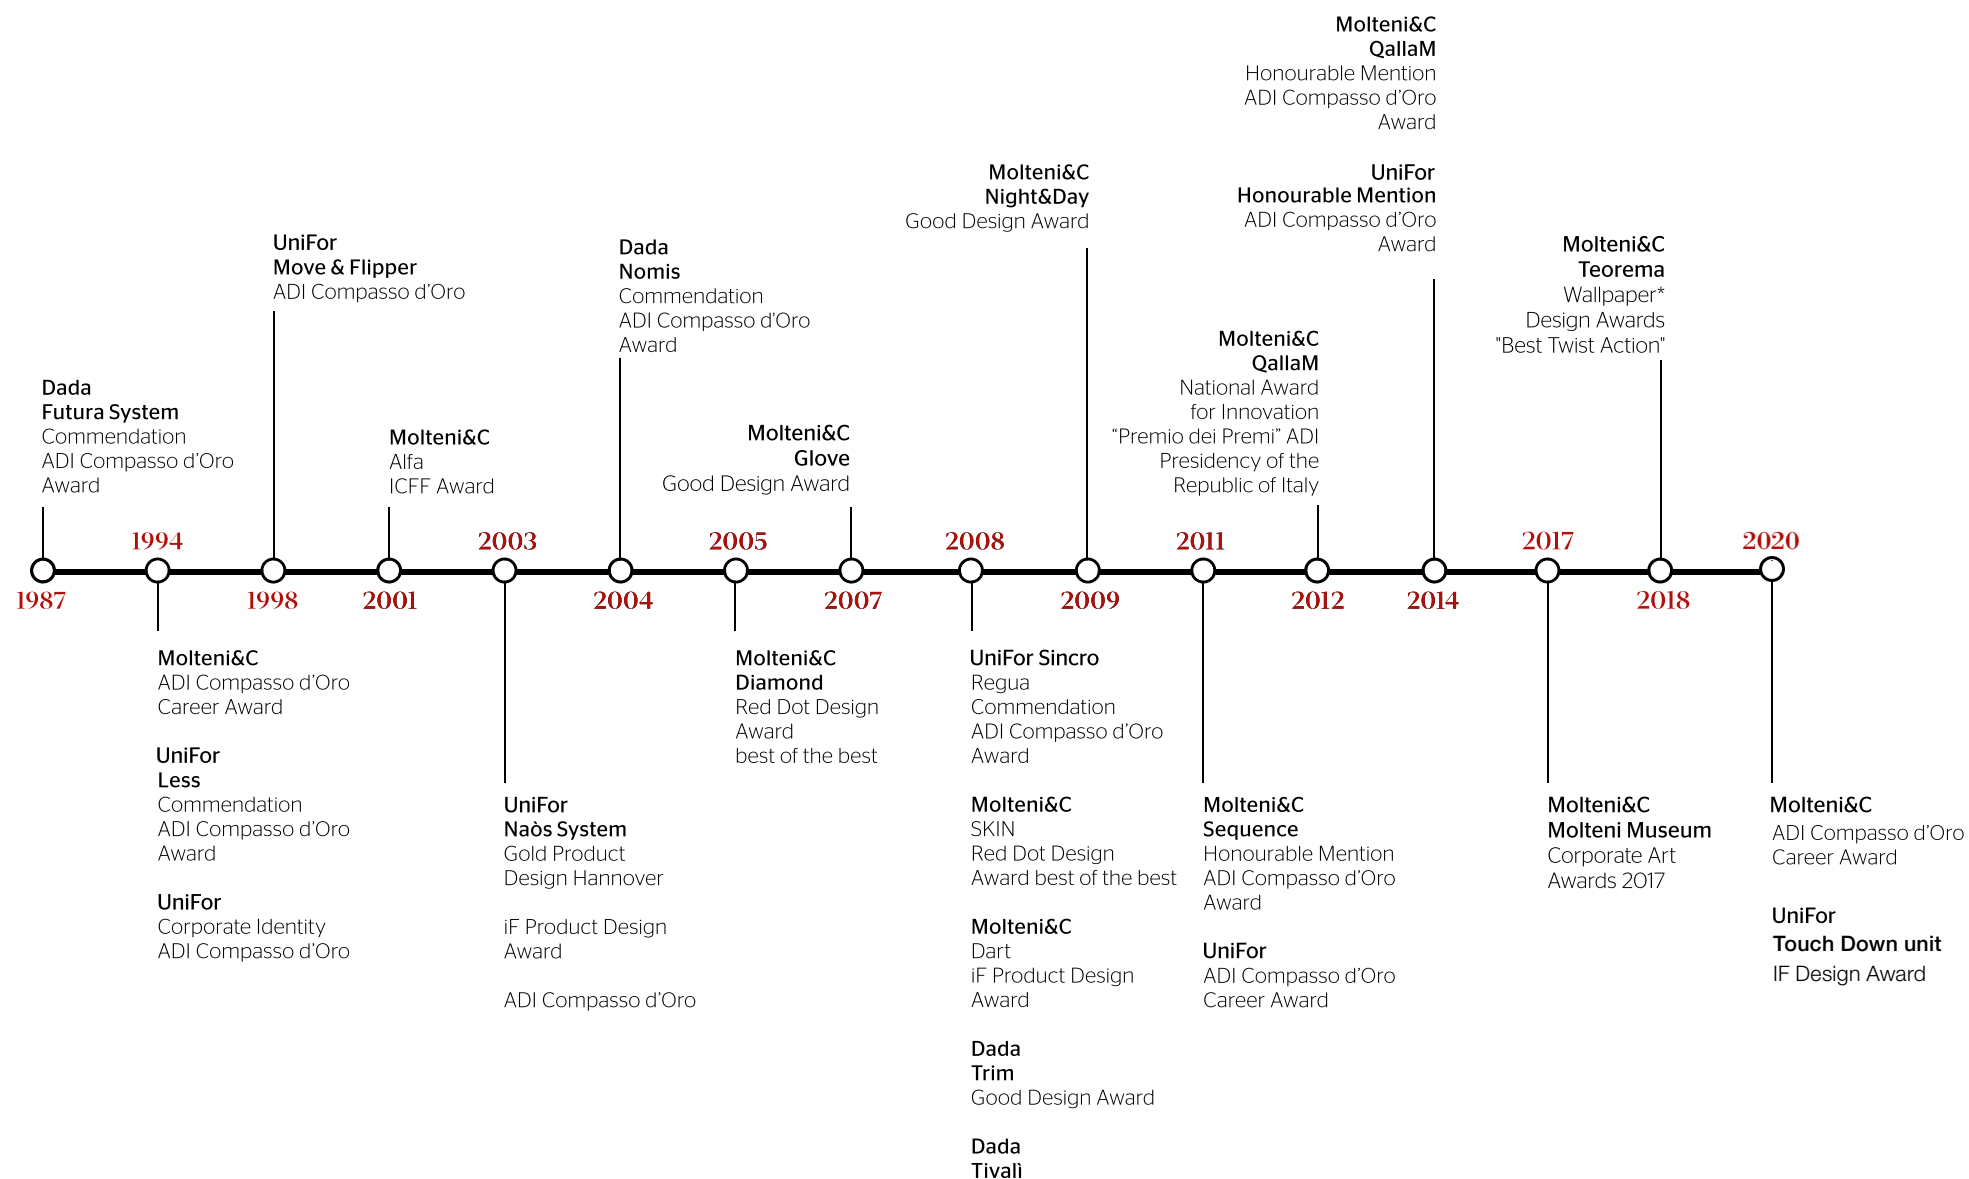 Molteni&C
QallaM
Honourable Mention
ADI Compasso d’Oro
Award
UniFor
Honourable Mention
ADI Compasso d’Oro
Award
Molteni&C
Night&Day
Good Design Award
UniFor
Move & Flipper
ADI Compasso d’Oro
Dada
Nomis
Commendation
ADI Compasso d'Oro
Award
Molteni&C
Teorema
Wallpaper*
Design Awards
"Best Twist Action"
Molteni&C
QallaM
National Award
for Innovation
“Premio dei Premi” ADI
Presidency of the
Republic of Italy
Dada
Futura System
Commendation
ADI Compasso d’Oro
Award
Molteni&C
Alfa
ICFF Award
Molteni&C
Glove
Good Design Award
1994
2003
2005
2008
2011
2017
2020
1987
1998
2001
2004
2007
2009
2012
2014
2018
Molteni&C
ADI Compasso d’Oro
Career Award
UniFor
Less
Commendation
ADI Compasso d’Oro
Award
UniFor
Corporate Identity
ADI Compasso d’Oro
UniFor
Naòs System
Gold Product
Design Hannover
iF Product Design
Award
ADI Compasso d’Oro
Molteni&C
Diamond
Red Dot Design
Award
best of the best
UniFor Sincro
Regua
Commendation
ADI Compasso d’Oro
Award
Molteni&C
SKIN
Red Dot Design
Award best of the best
Molteni&C
Dart
iF Product Design
Award
Dada
Trim
Good Design Award
Dada
Tivalì
Molteni&C
Sequence
Honourable Mention
ADI Compasso d’Oro
Award
UniFor
ADI Compasso d’Oro
Career Award
Molteni&C
Molteni Museum
Corporate Art
Awards 2017
Molteni&C
ADI Compasso d’Oro
Career Award
UniFor
Touch Down unit
IF Design Award